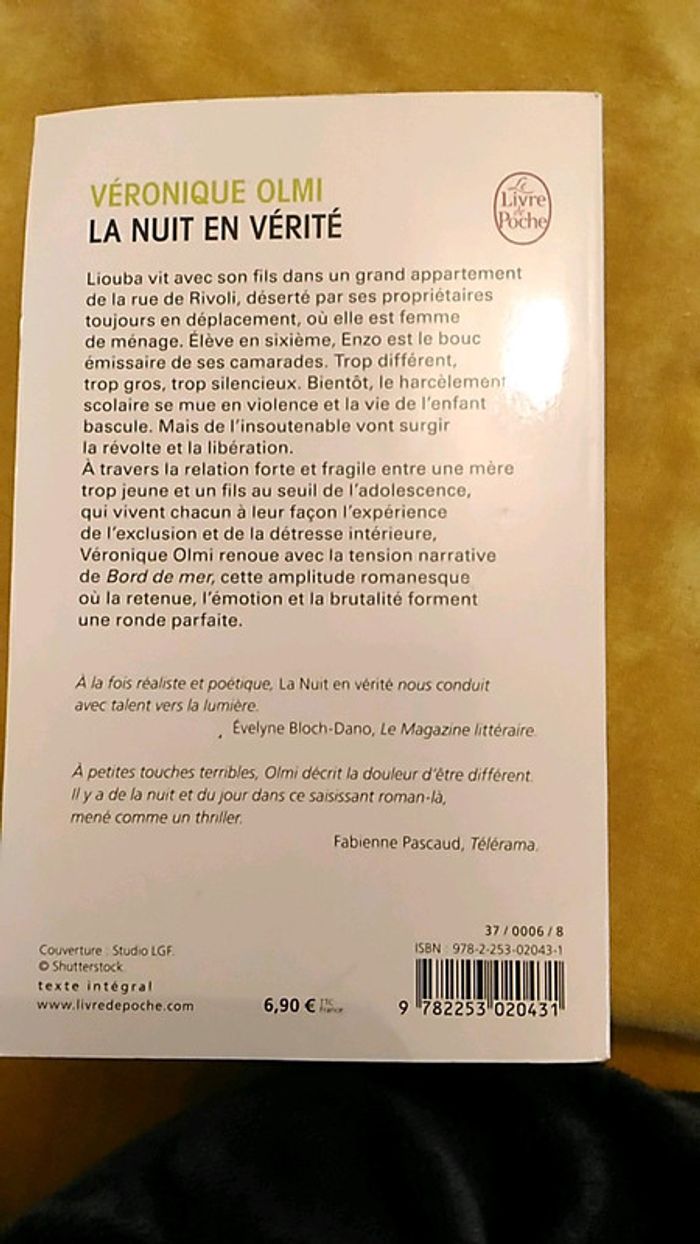 VÉRONIQUE OLMI
LA NUIT EN VÉRITÉ
Le
Livre
de
Poche
Liouba vit avec son fils dans un grand appartement
de la rue de Rivoli, déserté par ses propriétaires
toujours en déplacement, où elle est femme
de ménage. Élève en sixième, Enzo est le bouc
émissaire de ses camarades. Trop différent,
trop gros, trop silencieux. Bientôt, le harcèlement
scolaire se mue en violence et la vie de l'enfant
bascule. Mais de l'insoutenable vont surgir
la révolte et la libération.
À travers la relation forte et fragile entre une mère
trop jeune et un fils au seuil de l'adolescence,
qui vivent chacun à leur façon l'expérience
de l'exclusion et de la détresse intérieure,
Véronique Olmi renoue avec la tension narrative
de Bord de mer, cette amplitude romanesque
où la retenue, l'émotion et la brutalité forment
une ronde parfaite.
À la fois réaliste et poétique, La Nuit en vérité nous conduit
avec talent vers la lumière.
Évelyne Bloch-Dano, Le Magazine littéraire.
À petites touches terribles, Olmi décrit la douleur d'être différent.
Il y a de la nuit et du jour dans ce saisissant roman-là,
mené comme un thriller.
Fabienne Pascaud, Télérama.
Couverture : Studio LGF.
© Shutterstock.
texte intégral
www.livredepoche.com
6,90 € TTC France
37 / 0006 / 8
ISBN : 978-2-253-02043-1
9 782253 020431